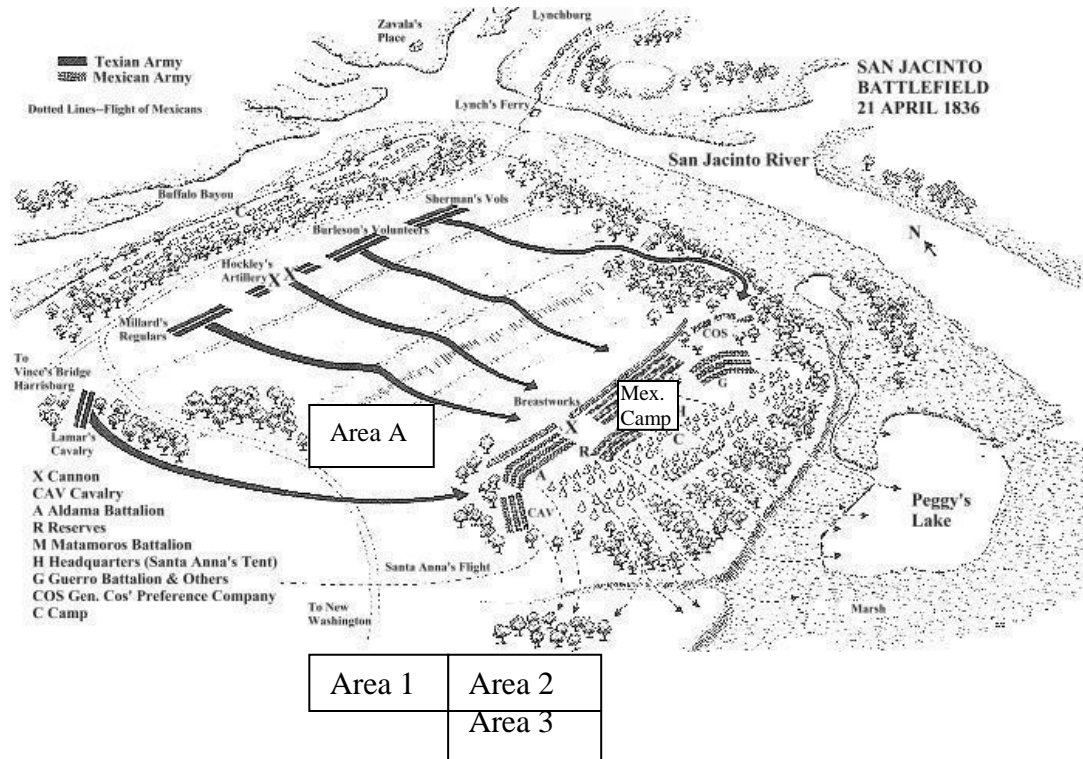 Zavala's
Place
Lynchburg
Texian Army
Mexican Army
Dotted Lines--Flight of Mexicans
SAN JACINTO
BATTLEFIELD
21 APRIL 1836
Lynch's Ferry
San Jacinto River
Buffalo Bayou
C
Sherman's Vols
Burleson's Volunteers
N
Hockley's
Artillery
X X
Millard's
Regulars
COS
To
Vince's Bridge
Harrisburg
G
Breastworks
Mex.
Camp
H
Area A
X
C
Lamar's
Cavalry
R
A
X Cannon
CAV Cavalry
A Aldama Battalion
R Reserves
M Matamoros Battalion
H Headquarters (Santa Anna's Tent)
G Guerro Battalion & Others
COS Gen. Cos' Preference Company
C Camp
CAV
Peggy's
Lake
Santa Anna's Flight
To New
Washington
Marsh
Area 1
Area 2
Area 3